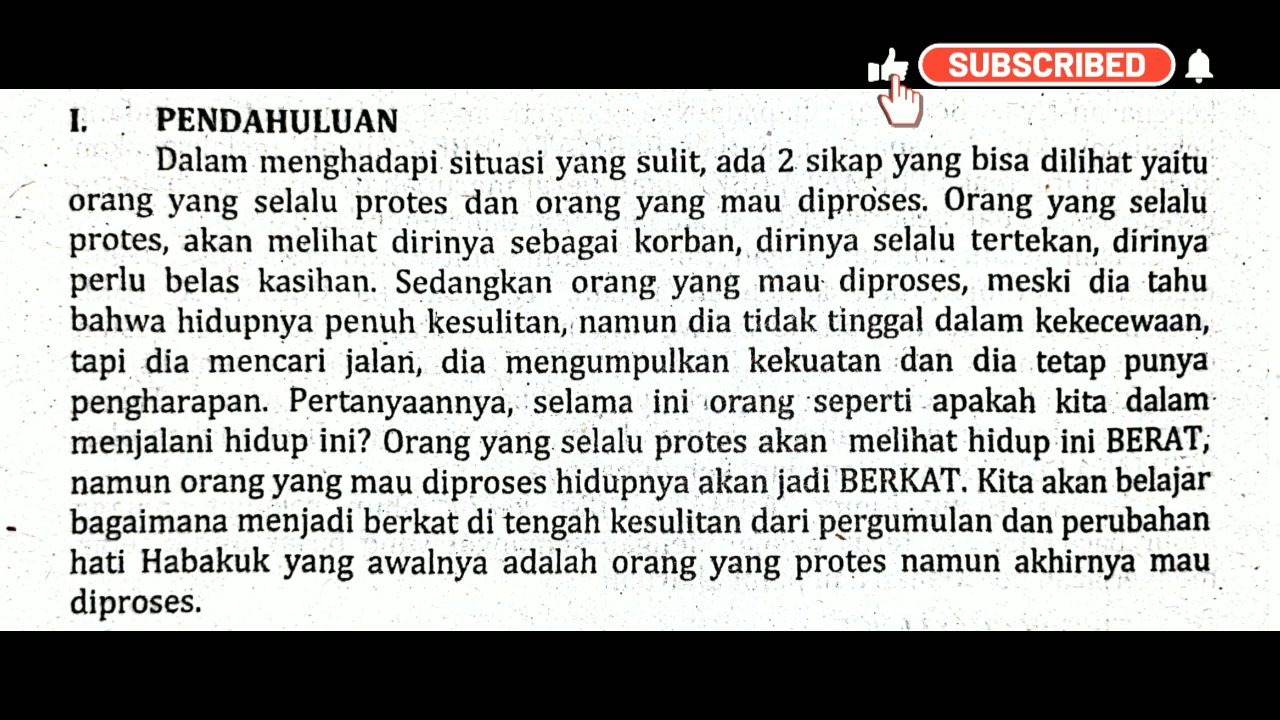 SUBSCRIBED
I. PENDAHULUAN
Dalam menghadapi situasi yang sulit, ada 2 sikap yang bisa dilihat yaitu
orang yang selalu protes dan orang yang mau diproses. Orang yang selalu
protes, akan melihat dirinya sebagai korban, dirinya selalu tertekan, dirinya
perlu belas kasihan. Sedangkan orang yang mau diproses, meski dia tahu
bahwa hidupnya penuh kesulitan, namun dia tidak tinggal dalam kekecewaan,
tapi dia mencari jalan, dia mengumpulkan kekuatan dan dia tetap punya
pengharapan. Pertanyaannya, selama ini orang seperti apakah kita dalam
menjalani hidup ini? Orang yang selalu protes akan melihat hidup ini BERAT,
namun orang yang mau diproses hidupnya akan jadi BERKAT. Kita akan belajar
bagaimana menjadi berkat di tengah kesulitan dari pergumulan dan perubahan
hati Habakuk yang awalnya adalah orang yang protes namun akhirnya mau
diproses.